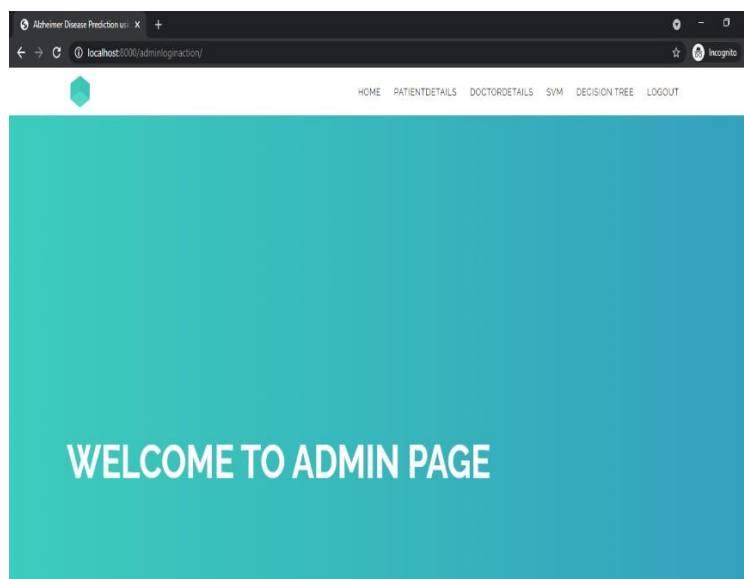 Alzheimer Disease Prediction usi
localhost:8000/adminloginaction/
Incognito
HOME PATIENTDETAILS DOCTORDETAILS SVM DECISION TREE LOGOUT
WELCOME TO ADMIN PAGE